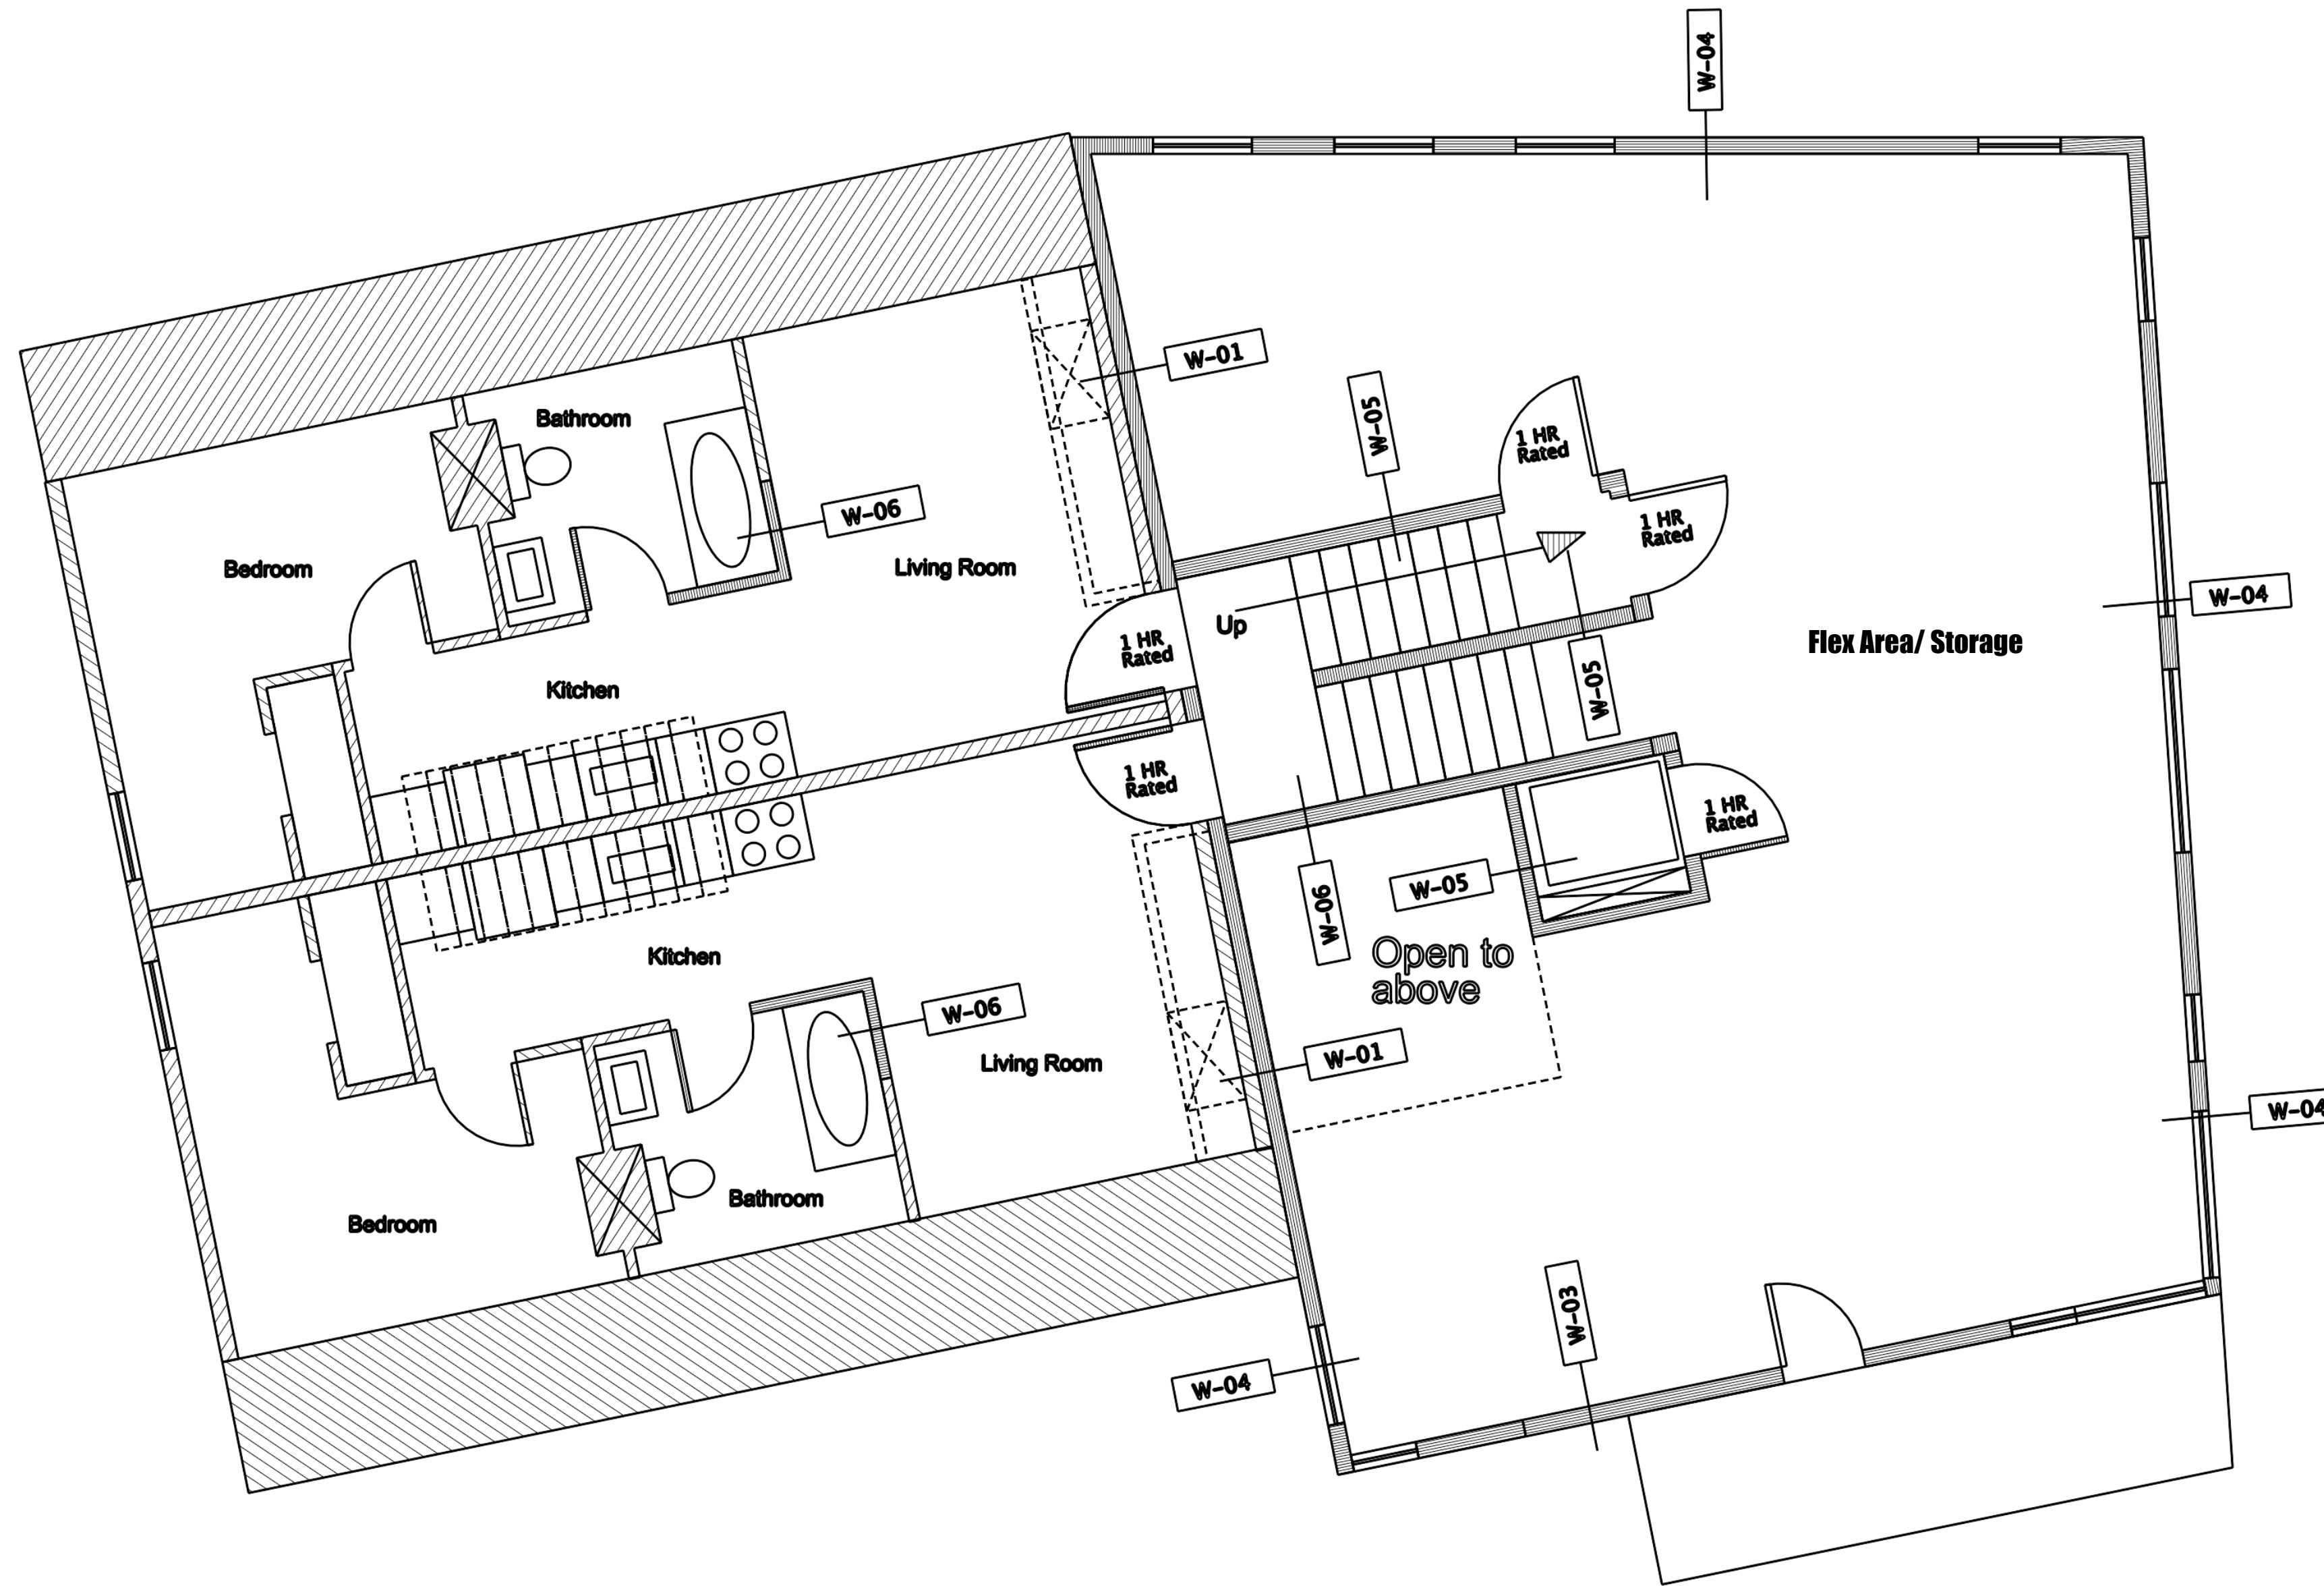 W-04
W-01
W-05
1 HR
Rated
Bathroom
W-06
1 HR
Rated
Bedroom
Living Room
W-04
Up
Flex Area/ Storage
1 HR
Rated
Kitchen
W-05
1 HR
Rated
1 HR
Rated
W-05
W-06
Kitchen
Open to
above
W-06
W-01
Living Room
W-04
Bathroom
Bedroom
W-03
W-04